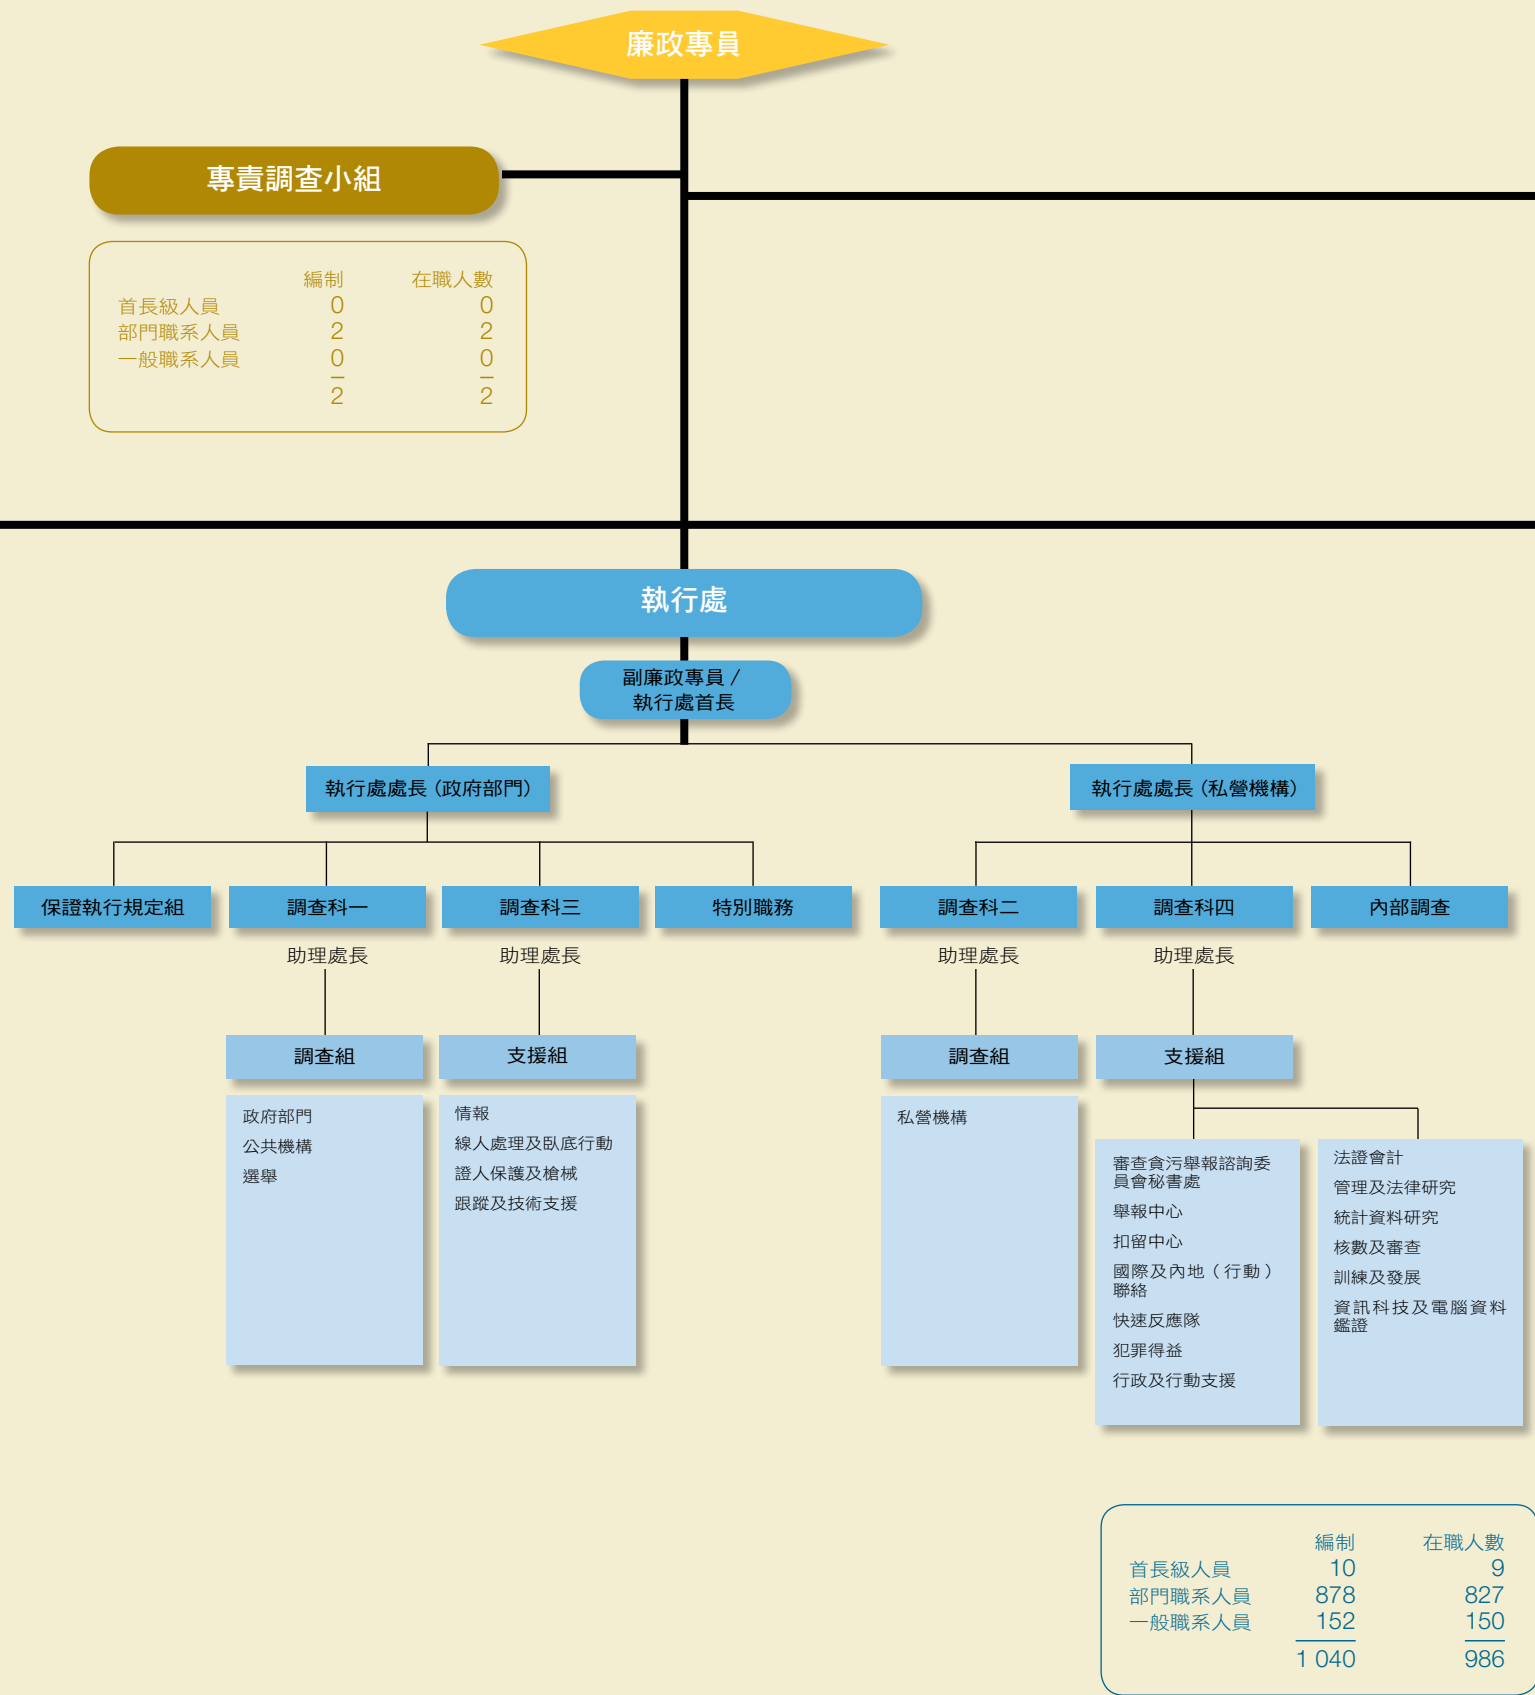 廉政專員
專責調查小組
編制 在職人數
首長級人員 0 0
部門職系人員 2 2
一般職系人員 0 0
2 2
執行處
副廉政專員 /
執行處首長
執行處處長 (政府部門)
執行處處長 (私營機構)
保證執行規定組
調查科一
調查科三
特別職務
調查科二
調查科四
內部調查
助理處長
助理處長
助理處長
助理處長
調查組
支援組
調查組
支援組
政府部門
公共機構
選舉
情報
線人處理及臥底行動
證人保護及槍械
跟蹤及技術支援
私營機構
審查貪污舉報諮詢委
員會秘書處
舉報中心
扣留中心
國際及內地（行動）
聯絡
快速反應隊
犯罪得益
行政及行動支援
法證會計
管理及法律研究
統計資料研究
核數及審查
訓練及發展
資訊科技及電腦資料
鑑證
編制 在職人數
首長級人員 10 9
部門職系人員 878 827
一般職系人員 152 150
1 040 986